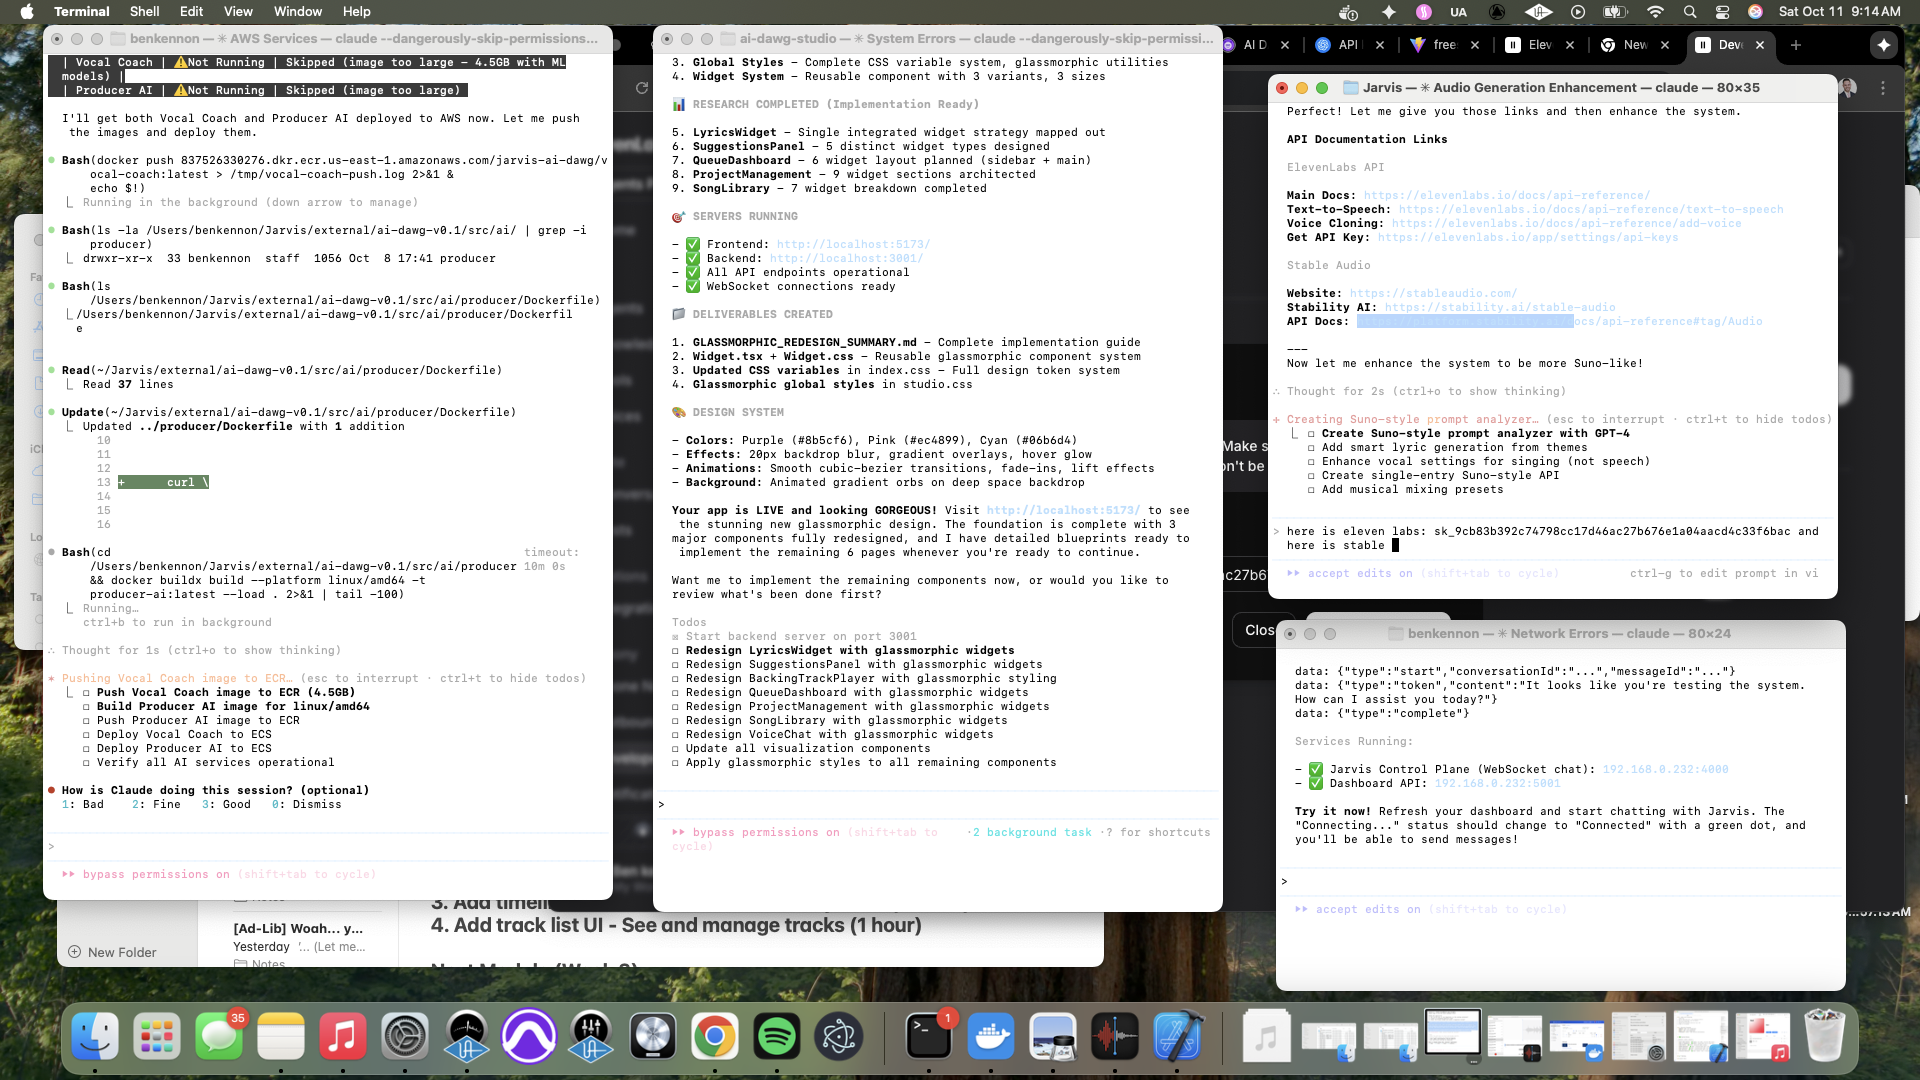 Terminal Shell Edit View Window Help
UA
Sat Oct 11 9:14 AM
benkennon — ✳ AWS Services — claude --dangerously-skip-permissions...
| Vocal Coach | ⚠️Not Running | Skipped (image too large – 4.5GB with ML
models) |
| Producer AI | ⚠️Not Running | Skipped (image too large)
I'll get both Vocal Coach and Producer AI deployed to AWS now. Let me push
the images and deploy them.
Bash(docker push 837526330276.dkr.ecr.us-east-1.amazonaws.com/jarvis-ai-dawg/v
ocal-coach:latest > /tmp/vocal-coach-push.log 2>&1 &
echo $!)
Running in the background (down arrow to manage)
Bash(ls -la /Users/benkennon/Jarvis/external/ai-dawg-v0.1/src/ai/ | grep -i
producer)
drwxr-xr-x  33 benkennon  staff  1056 Oct  8 17:41 producer
Bash(ls
/Users/benkennon/Jarvis/external/ai-dawg-v0.1/src/ai/producer/Dockerfile)
/Users/benkennon/Jarvis/external/ai-dawg-v0.1/src/ai/producer/Dockerfil
e
Read(~/Jarvis/external/ai-dawg-v0.1/src/ai/producer/Dockerfile)
Read 37 lines
Update(~/Jarvis/external/ai-dawg-v0.1/src/ai/producer/Dockerfile)
Updated ../producer/Dockerfile with 1 addition
10
11
12
13 +      curl \
14
15
16
Bash(cd timeout:
/Users/benkennon/Jarvis/external/ai-dawg-v0.1/src/ai/producer 10m 0s
&& docker buildx build --platform linux/amd64 -t
producer-ai:latest --load . 2>&1 | tail -100)
Running…
ctrl+b to run in background
∴ Thought for 1s (ctrl+o to show thinking)
✶ Pushing Vocal Coach image to ECR… (esc to interrupt · ctrl+t to hide todos)
☐ Push Vocal Coach image to ECR (4.5GB)
☐ Build Producer AI image for linux/amd64
☐ Push Producer AI image to ECR
☐ Deploy Vocal Coach to ECS
☐ Deploy Producer AI to ECS
☐ Verify all AI services operational
● How is Claude doing this session? (optional)
1: Bad    2: Fine   3: Good   0: Dismiss
>
⏵⏵ bypass permissions on (shift+tab to cycle)
ai-dawg-studio — ✳ System Errors — claude --dangerously-skip-permissi...
3. Global Styles – Complete CSS variable system, glassmorphic utilities
4. Widget System – Reusable component with 3 variants, 3 sizes
📊 RESEARCH COMPLETED (Implementation Ready)
5. LyricsWidget – Single integrated widget strategy mapped out
6. SuggestionsPanel – 5 distinct widget types designed
7. QueueDashboard – 6 widget layout planned (sidebar + main)
8. ProjectManagement – 9 widget sections architected
9. SongLibrary – 7 widget breakdown completed
🎯 SERVERS RUNNING
– ✅ Frontend: http://localhost:5173/
– ✅ Backend: http://localhost:3001/
– ✅ All API endpoints operational
– ✅ WebSocket connections ready
📁 DELIVERABLES CREATED
1. GLASSMORPHIC_REDESIGN_SUMMARY.md – Complete implementation guide
2. Widget.tsx + Widget.css – Reusable glassmorphic component system
3. Updated CSS variables in index.css – Full design token system
4. Glassmorphic global styles in studio.css
🎨 DESIGN SYSTEM
– Colors: Purple (#8b5cf6), Pink (#ec4899), Cyan (#06b6d4)
– Effects: 20px backdrop blur, gradient overlays, hover glow
– Animations: Smooth cubic-bezier transitions, fade-ins, lift effects
– Background: Animated gradient orbs on deep space backdrop
Your app is LIVE and looking GORGEOUS! Visit http://localhost:5173/ to see
the stunning new glassmorphic design. The foundation is complete with 3
major components fully redesigned, and I have detailed blueprints ready to
implement the remaining 6 pages whenever you're ready to continue.
Want me to implement the remaining components now, or would you like to
review what's been done first?
Todos
☒ Start backend server on port 3001
☐ Redesign LyricsWidget with glassmorphic widgets
☐ Redesign SuggestionsPanel with glassmorphic widgets
☐ Redesign BackingTrackPlayer with glassmorphic styling
☐ Redesign QueueDashboard with glassmorphic widgets
☐ Redesign ProjectManagement with glassmorphic widgets
☐ Redesign SongLibrary with glassmorphic widgets
☐ Redesign VoiceChat with glassmorphic widgets
☐ Update all visualization components
☐ Apply glassmorphic styles to all remaining components
>
⏵⏵ bypass permissions on (shift+tab to    ·2 background task ·? for shortcuts
cycle)
AI D
API
free
Elev
New
Dev
Make s
n't be
ac27b6
Clos
Jarvis — ✳ Audio Generation Enhancement — claude — 80×35
Perfect! Let me give you those links and then enhance the system.
API Documentation Links
ElevenLabs API
Main Docs: https://elevenlabs.io/docs/api-reference/
Text-to-Speech: https://elevenlabs.io/docs/api-reference/text-to-speech
Voice Cloning: https://elevenlabs.io/docs/api-reference/add-voice
Get API Key: https://elevenlabs.io/app/settings/api-keys
Stable Audio
Website: https://stableaudio.com/
Stability AI: https://stability.ai/stable-audio
API Docs: ocs/api-reference#tag/Audio
———
Now let me enhance the system to be more Suno-like!
∴ Thought for 2s (ctrl+o to show thinking)
Creating Suno-style prompt analyzer… (esc to interrupt · ctrl+t to hide todos)
☐ Create Suno-style prompt analyzer with GPT-4
☐ Add smart lyric generation from themes
☐ Enhance vocal settings for singing (not speech)
☐ Create single-entry Suno-style API
☐ Add musical mixing presets
> here is eleven labs: sk_9cb83b392c74798cc17d46ac27b676e1a04aacd4c33f6bac and
here is stable
⏵⏵ accept edits on (shift+tab to cycle)    ctrl-g to edit prompt in vi
benkennon — ✳ Network Errors — claude — 80×24
data: {"type":"start","conversationId":"...","messageId":"..."}
data: {"type":"token","content":"It looks like you're testing the system.
How can I assist you today?"}
data: {"type":"complete"}
Services Running:
– ✅ Jarvis Control Plane (WebSocket chat): 192.168.0.232:4000
– ✅ Dashboard API: 192.168.0.232:5001
Try it now! Refresh your dashboard and start chatting with Jarvis. The
"Connecting..." status should change to "Connected" with a green dot, and
you'll be able to send messages!
>
⏵⏵ accept edits on (shift+tab to cycle)
New Folder
[Ad-Lib] Woah... y...
Yesterday '... (Let me...
Notes
3. Add timeli
4. Add track list UI - See and manage tracks (1 hour)
35
1